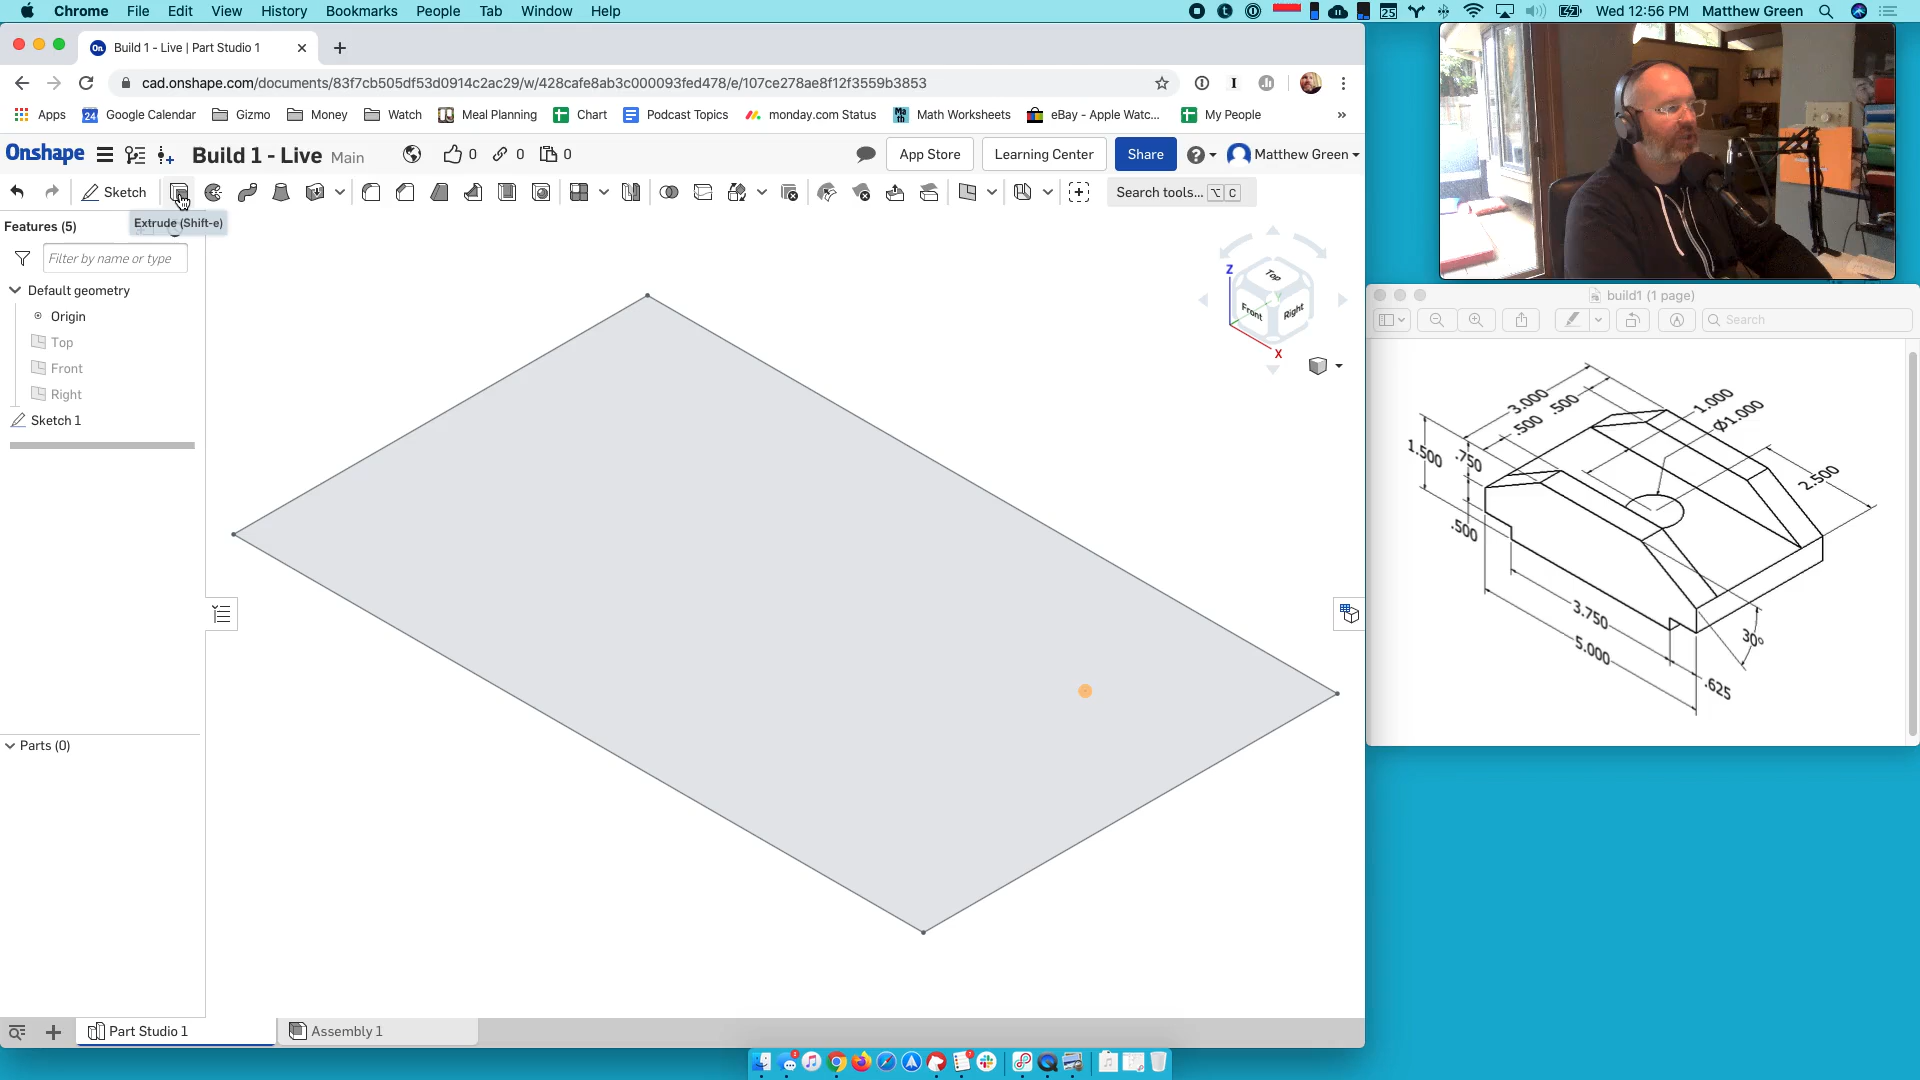 Chrome File Edit View History Bookmarks People Tab Window Help
25 Wed 12:56 PM Matthew Green
On Build 1 - Live | Part Studio 1
cad.onshape.com/documents/83f7cb505df53d0914c2ac29/w/428cafe8ab3c000093fed478/e/107ce278ae8f12f3559b3853
Apps 24 Google Calendar Gizmo Money Watch Meal Planning Chart Podcast Topics monday.com Status Math Worksheets eBay - Apple Watc... My People »
Onshape Build 1 - Live Main 0 0 0 App Store Learning Center Share Matthew Green
Sketch Search tools... ⌥ C
Extrude (Shift-e)
Features (5)
Filter by name or type
Default geometry
Origin
Top
Front
Right
Sketch 1
Parts (0)
Z
Top
Y
Front
Right
X
Part Studio 1
Assembly 1
build1 (1 page)
Search
3.000
.500
.500
1.000
Ø1.000
1.500
.750
.500
2.500
3.750
5.000
30°
.625